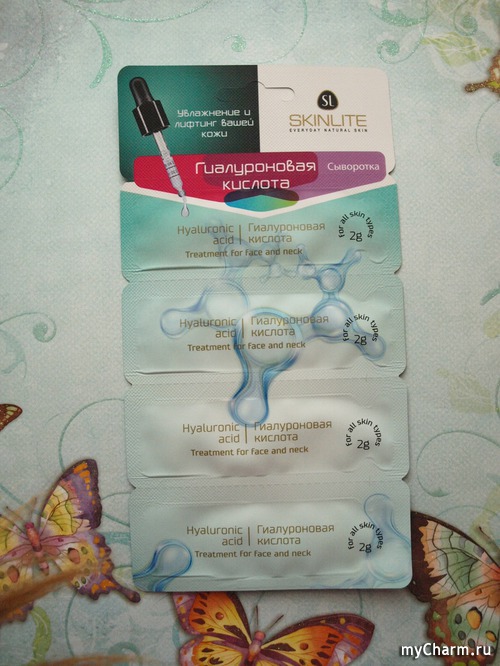 Увлажнение и
лифтинг вашей
кожи
SL
SKINLITE
EVERYDAY NATURAL SKIN
Гиалуроновая
кислота
Сыворотка
Hyaluronic
acid
Гиалуроновая
кислота
Treatment for face and neck
for all skin types
2g
Hyaluronic
acid
Гиалуроновая
кислота
Treatment for face and neck
for all skin types
2g
Hyaluronic
acid
Гиалуроновая
кислота
Treatment for face and neck
for all skin types
2g
Hyaluronic
acid
Гиалуроновая
кислота
Treatment for face and neck
for all skin types
2g
myCharm.ru